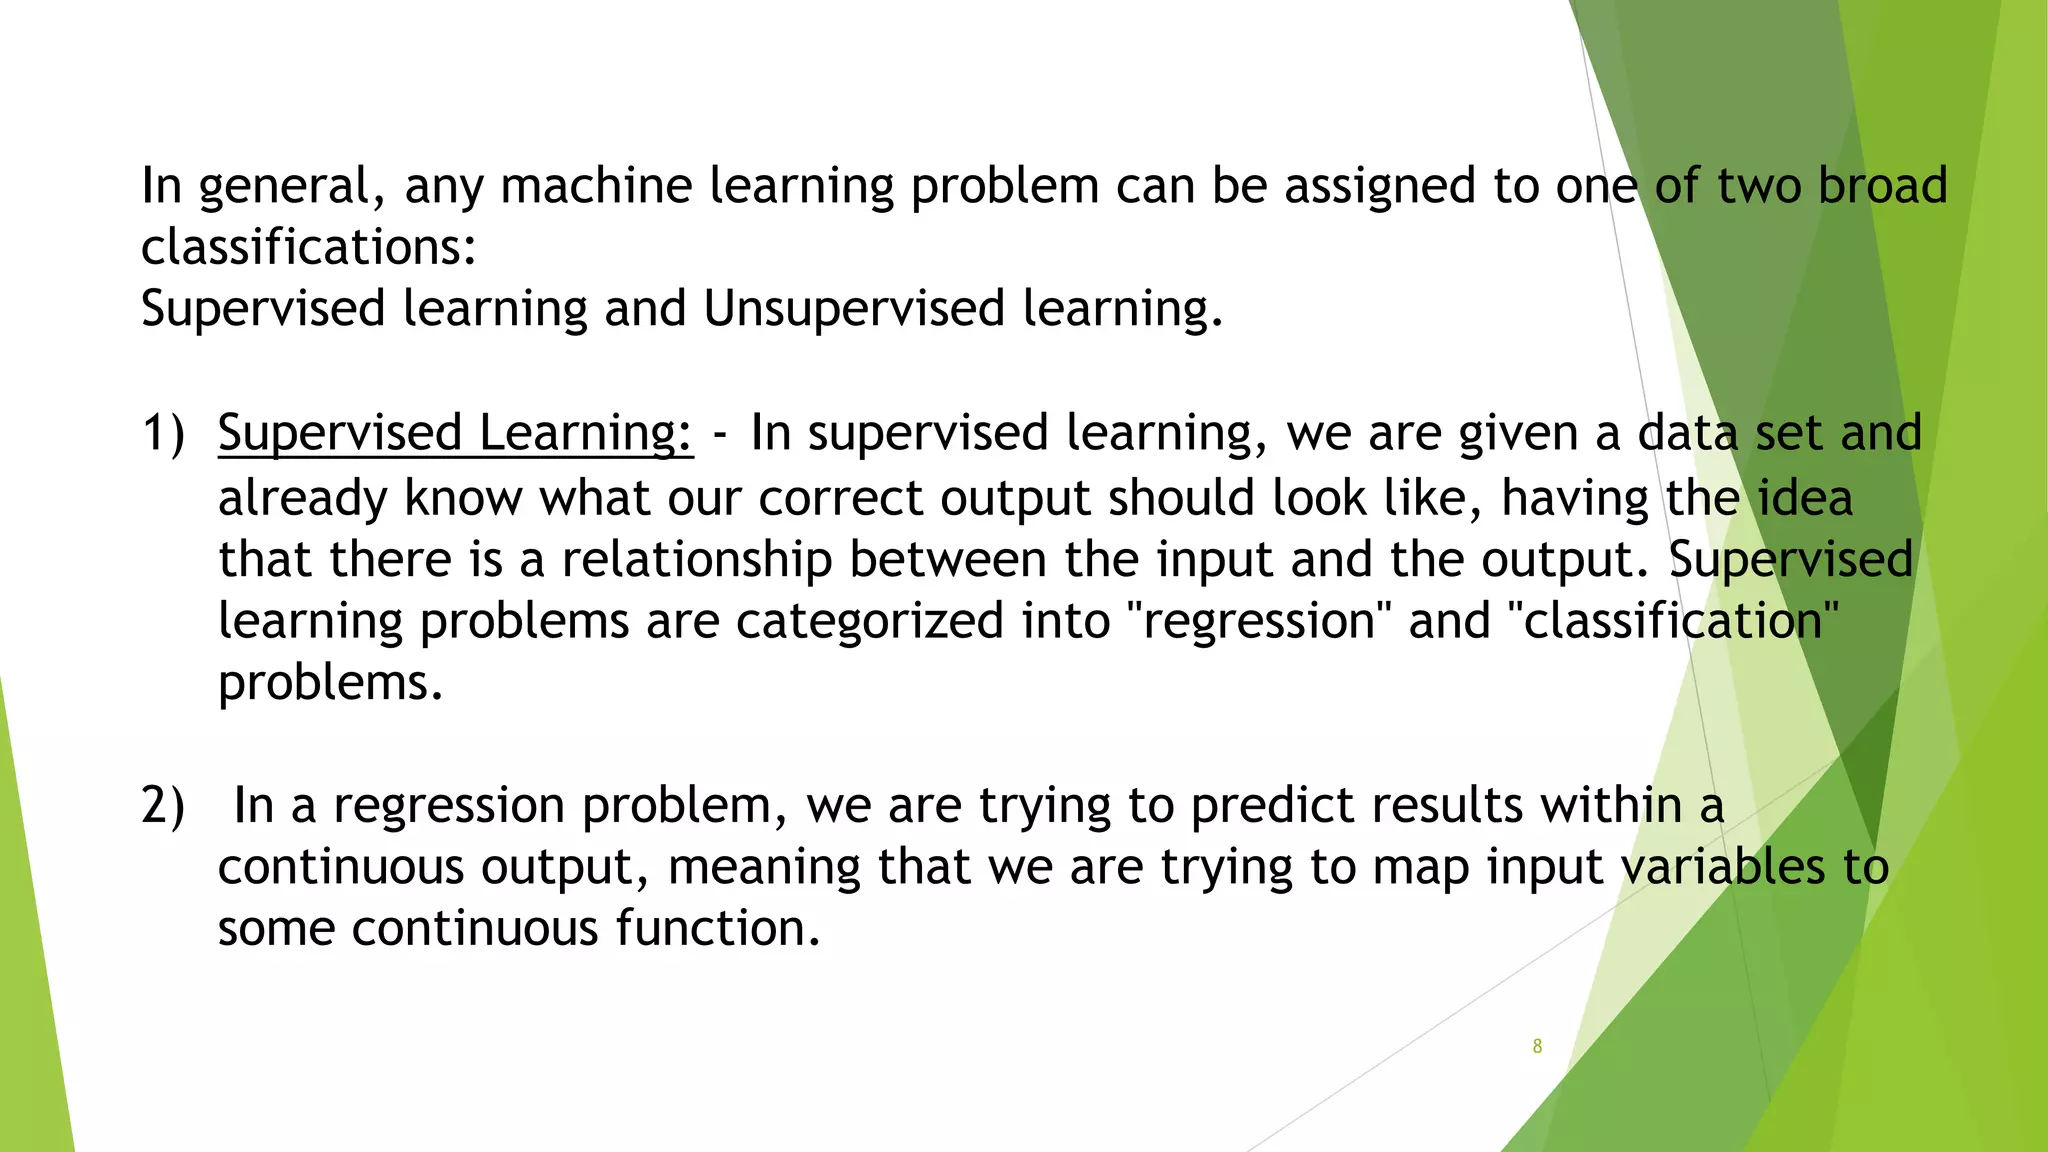 In general, any machine learning problem can be assigned to one of two broad
classifications:
Supervised learning and Unsupervised learning.
1) Supervised Learning: - In supervised learning, we are given a data set and
already know what our correct output should look like, having the idea
that there is a relationship between the input and the output. Supervised
learning problems are categorized into "regression" and "classification"
problems.
2) In a regression problem, we are trying to predict results within a
continuous output, meaning that we are trying to map input variables to
some continuous function.
8